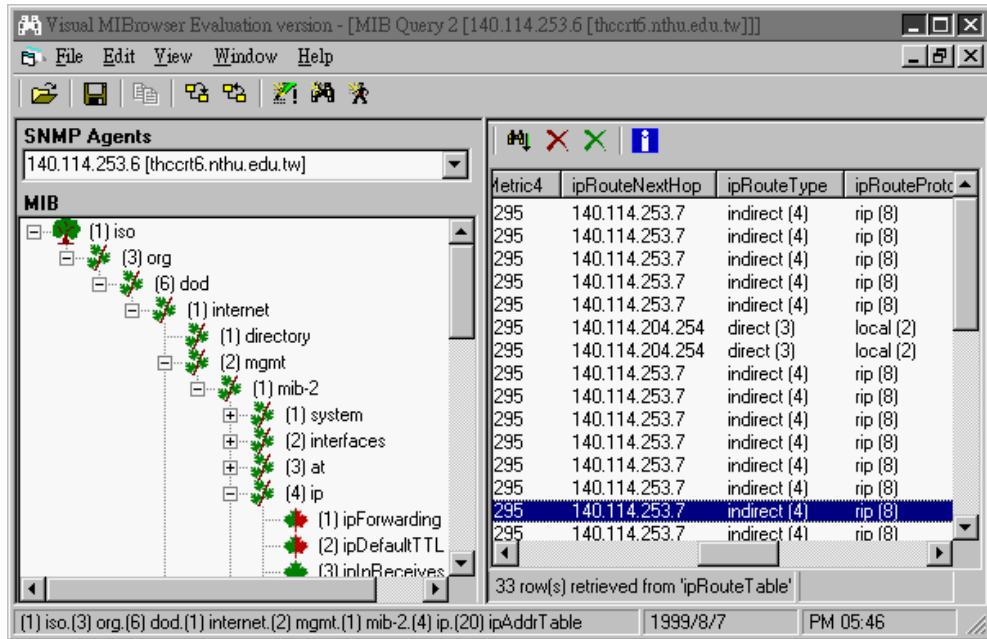 Visual MIBrowser Evaluation version - [MIB Query 2 [140.114.253.6 [thccrt6.nthu.edu.tw]]]
File Edit View Window Help
SNMP Agents
140.114.253.6 [thccrt6.nthu.edu.tw]
MIB
(1) iso
(3) org
(6) dod
(1) internet
(1) directory
(2) mgmt
(1) mib-2
(1) system
(2) interfaces
(3) at
(4) ip
(1) ipForwarding
(2) ipDefaultTTL
(3) ipInReceives
Metric4 ipRouteNextHop ipRouteType ipRouteProto
295 140.114.253.7 indirect (4) rip (8)
295 140.114.253.7 indirect (4) rip (8)
295 140.114.253.7 indirect (4) rip (8)
295 140.114.253.7 indirect (4) rip (8)
295 140.114.253.7 indirect (4) rip (8)
295 140.114.204.254 direct (3) local (2)
295 140.114.204.254 direct (3) local (2)
295 140.114.253.7 indirect (4) rip (8)
295 140.114.253.7 indirect (4) rip (8)
295 140.114.253.7 indirect (4) rip (8)
295 140.114.253.7 indirect (4) rip (8)
295 140.114.253.7 indirect (4) rip (8)
295 140.114.253.7 indirect (4) rip (8)
295 140.114.253.7 indirect (4) rip (8)
295 140.114.253.7 indirect (4) rip (8)
33 row(s) retrieved from 'ipRouteTable'
(1) iso.(3) org.(6) dod.(1) internet.(2) mgmt.(1) mib-2.(4) ip.(20) ipAddrTable 1999/8/7 PM 05:46